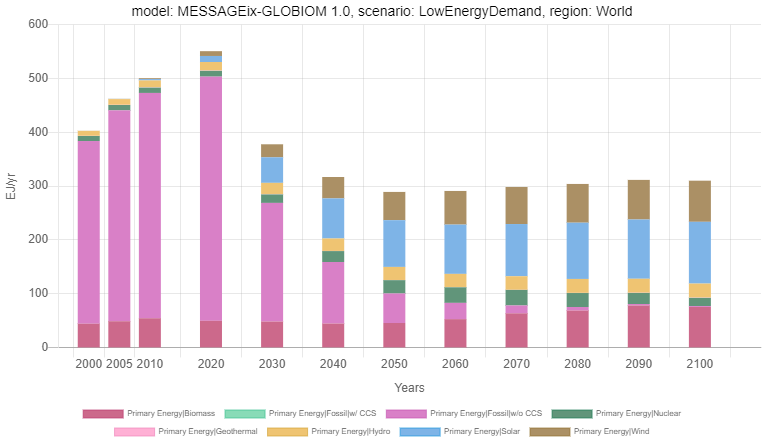 model: MESSAGEix-GLOBIOM 1.0, scenario: LowEnergyDemand, region: World
600
500
400
300
200
100
0
EJ/yr
2000 2005 2010 2020 2030 2040 2050 2060 2070 2080 2090 2100
Years
Primary Energy|Biomass Primary Energy|Fossil|w/ CCS Primary Energy|Fossil|w/o CCS Primary Energy|Nuclear
Primary Energy|Geothermal Primary Energy|Hydro Primary Energy|Solar Primary Energy|Wind